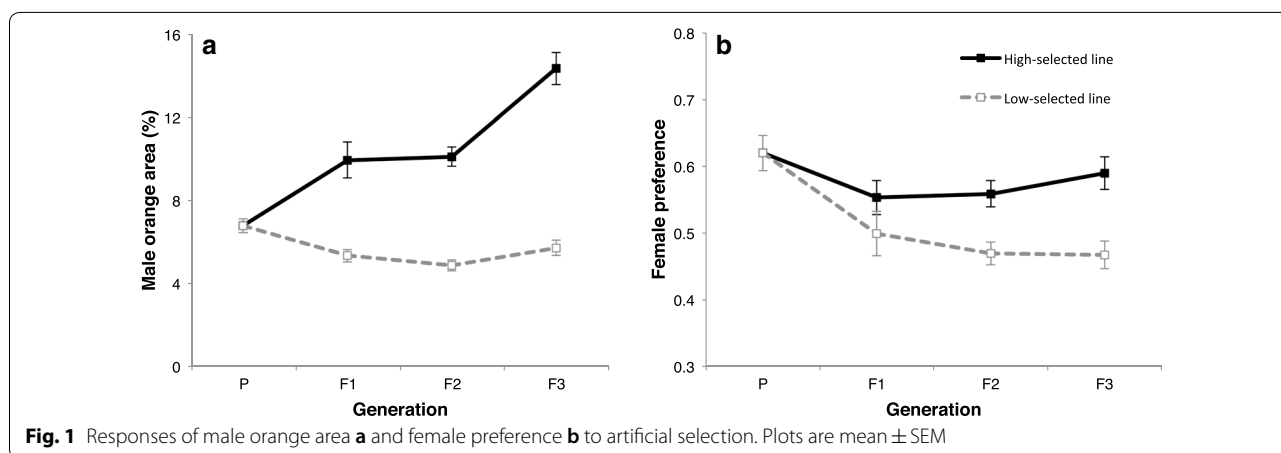 a
16
12
8
4
0
Male orange area (%)
P F1 F2 F3
Generation
b
0.8
0.7
0.6
0.5
0.4
0.3
Female preference
High-selected line
Low-selected line
P F1 F2 F3
Generation
Fig. 1 Responses of male orange area a and female preference b to artificial selection. Plots are mean ± SEM